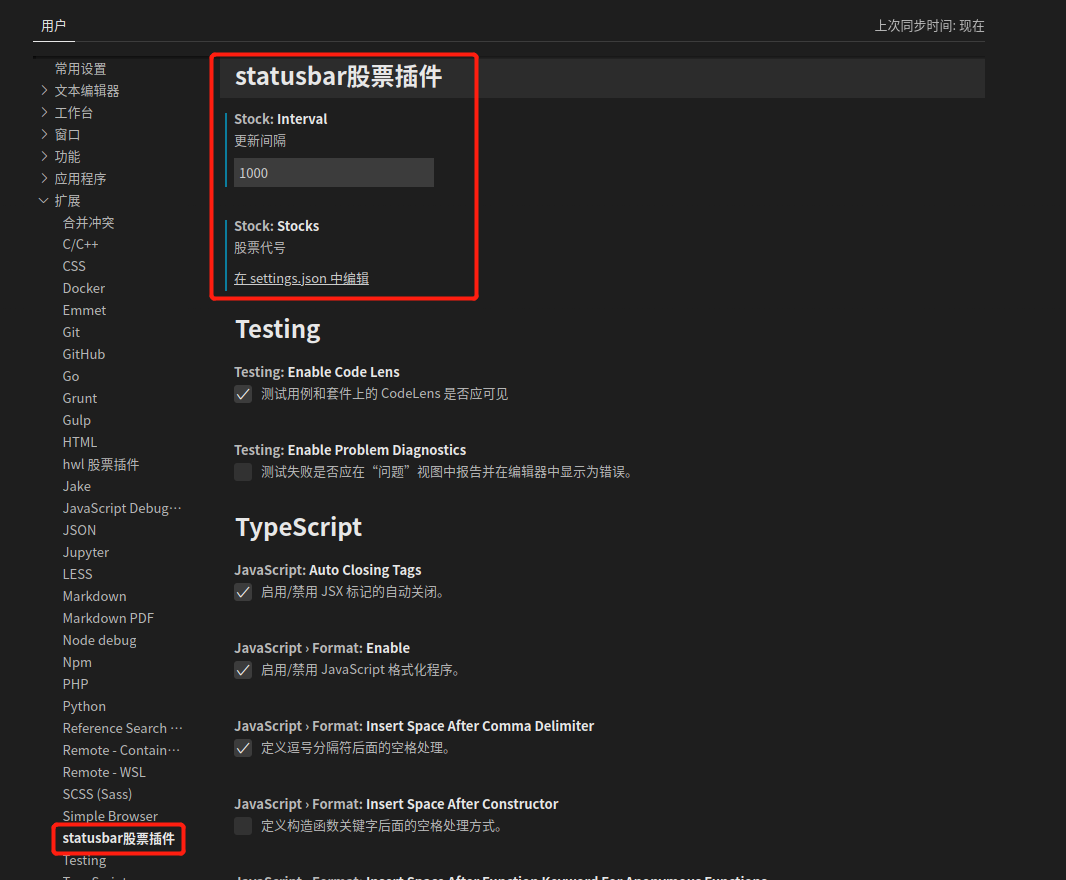 用户
上次同步时间: 现在
常用设置
文本编辑器
工作台
窗口
功能
应用程序
扩展
合并冲突
C/C++
CSS
Docker
Emmet
Git
GitHub
Go
Grunt
Gulp
HTML
hwl 股票插件
Jake
JavaScript Debug…
JSON
Jupyter
LESS
Markdown
Markdown PDF
Node debug
Npm
PHP
Python
Reference Search …
Remote - Contain…
Remote - WSL
SCSS (Sass)
Simple Browser
statusbar股票插件
Testing
statusbar股票插件
Stock: Interval
更新间隔
1000
Stock: Stocks
股票代号
在 settings.json 中编辑
Testing
Testing: Enable Code Lens
测试用例和套件上的 CodeLens 是否应可见
Testing: Enable Problem Diagnostics
测试失败是否应在“问题”视图中报告并在编辑器中显示为错误。
TypeScript
JavaScript: Auto Closing Tags
启用/禁用 JSX 标记的自动关闭。
JavaScript › Format: Enable
启用/禁用 JavaScript 格式化程序。
JavaScript › Format: Insert Space After Comma Delimiter
定义逗号分隔符后面的空格处理。
JavaScript › Format: Insert Space After Constructor
定义构造函数关键字后面的空格处理方式。
JavaScript › Format: Insert Space After Function Keyword For Anonymous Functions